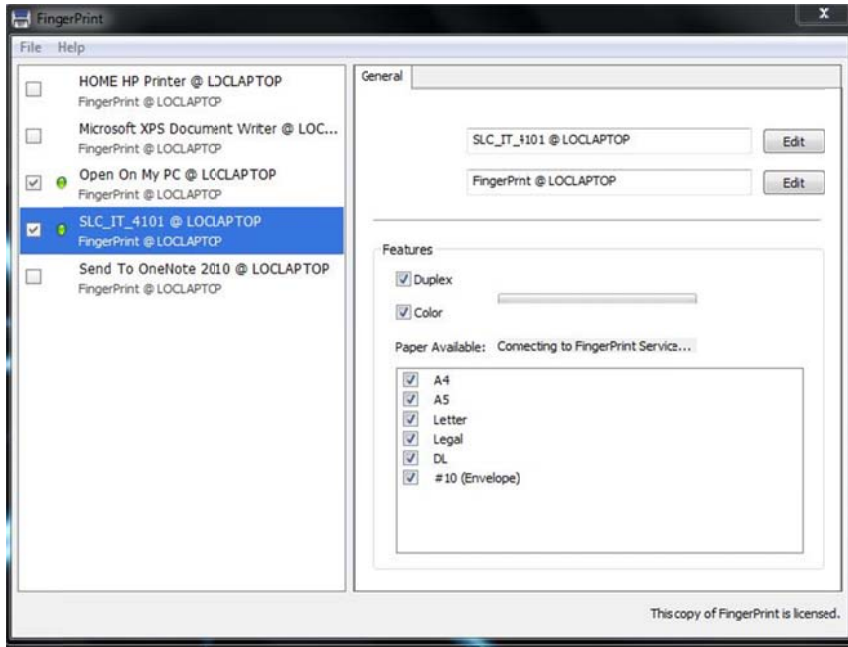 FingerPrint
x
File Help
HOME HP Printer @ LOCLAPTOP
FingerPrint @ LOCLAPTOP
Microsoft XPS Document Writer @ LOC...
FingerPrint @ LOCLAPTOP
Open On My PC @ LOCLAPTOP
FingerPrint @ LOCLAPTOP
SLC_IT_4101 @ LOCLAPTOP
FingerPrint @ LOCLAPTOP
Send To OneNote 2010 @ LOCLAPTOP
FingerPrint @ LOCLAPTOP
General
SLC_IT_4101 @ LOCLAPTOP
Edit
FingerPrint @ LOCLAPTOP
Edit
Features
Duplex
Color
Paper Available: Connecting to FingerPrint Service...
A4
A5
Letter
Legal
DL
#10 (Envelope)
This copy of FingerPrint is licensed.